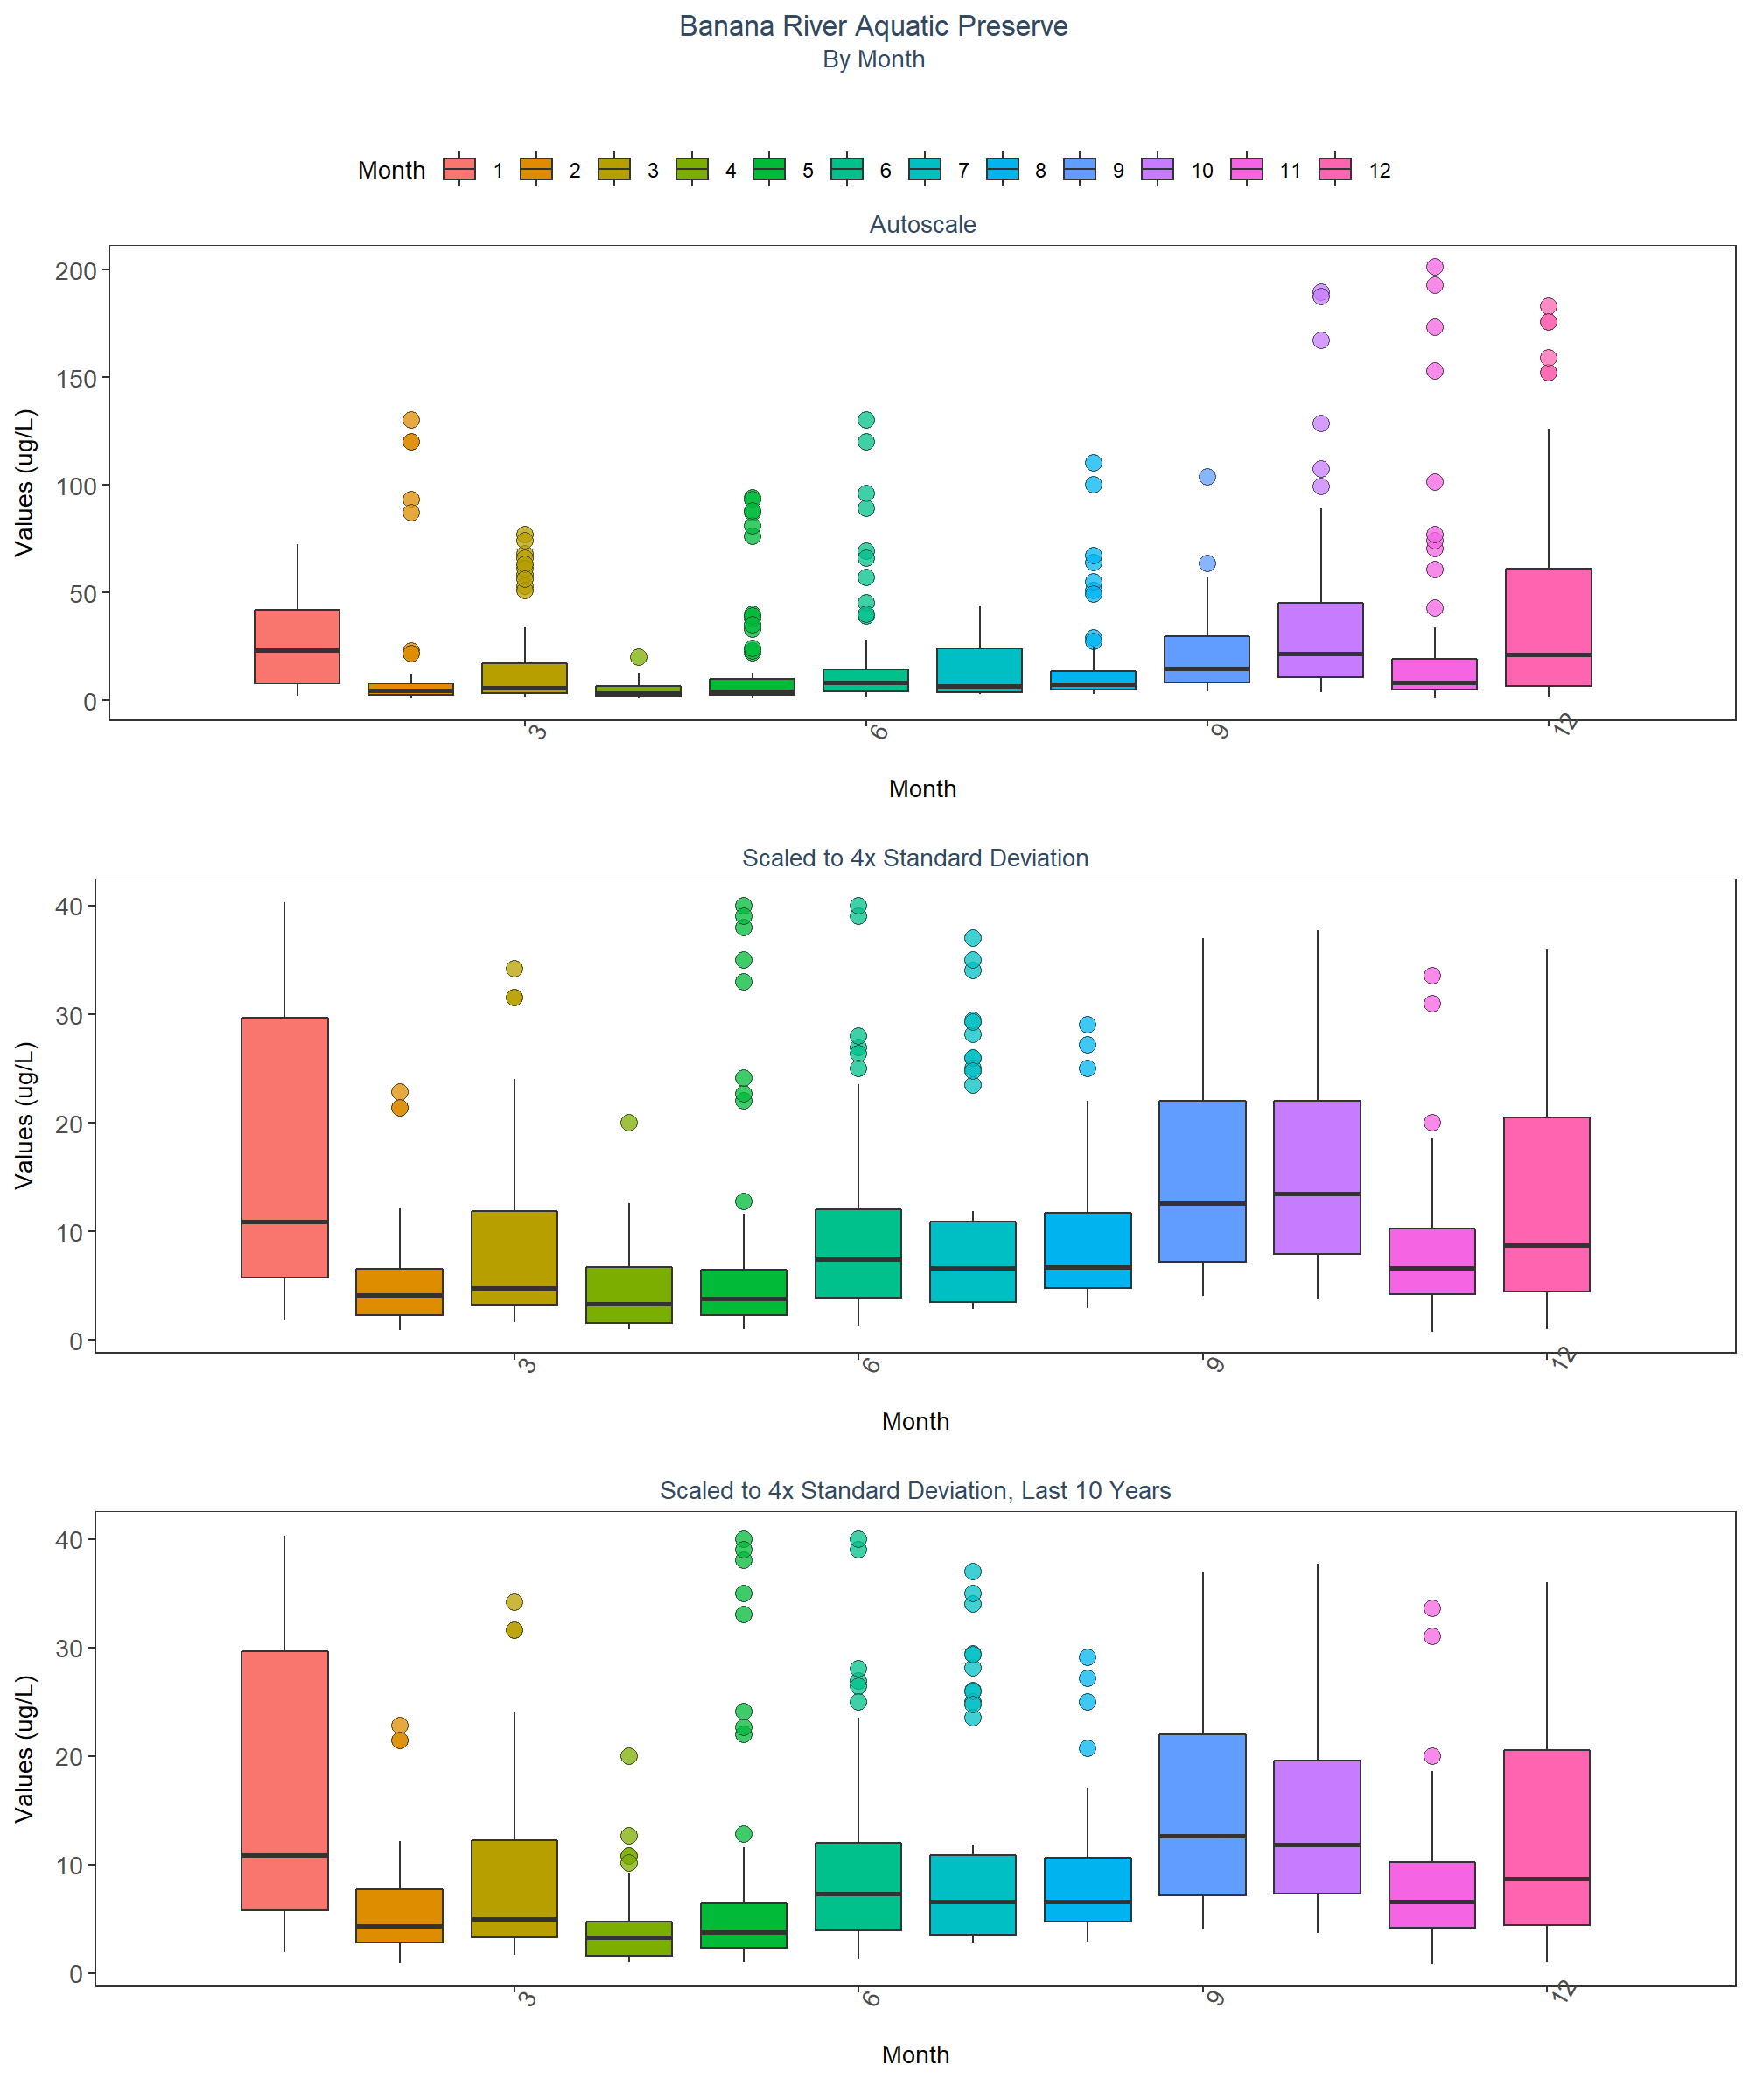 Banana River Aquatic Preserve
By Month
Month 1 2 3 4 5 6 7 8 9 10 11 12
Autoscale
Values (ug/L)
200
150
100
50
0
3 6 9 12
Month
Scaled to 4x Standard Deviation
Values (ug/L)
40
30
20
10
0
3 6 9 12
Month
Scaled to 4x Standard Deviation, Last 10 Years
Values (ug/L)
40
30
20
10
0
3 6 9 12
Month